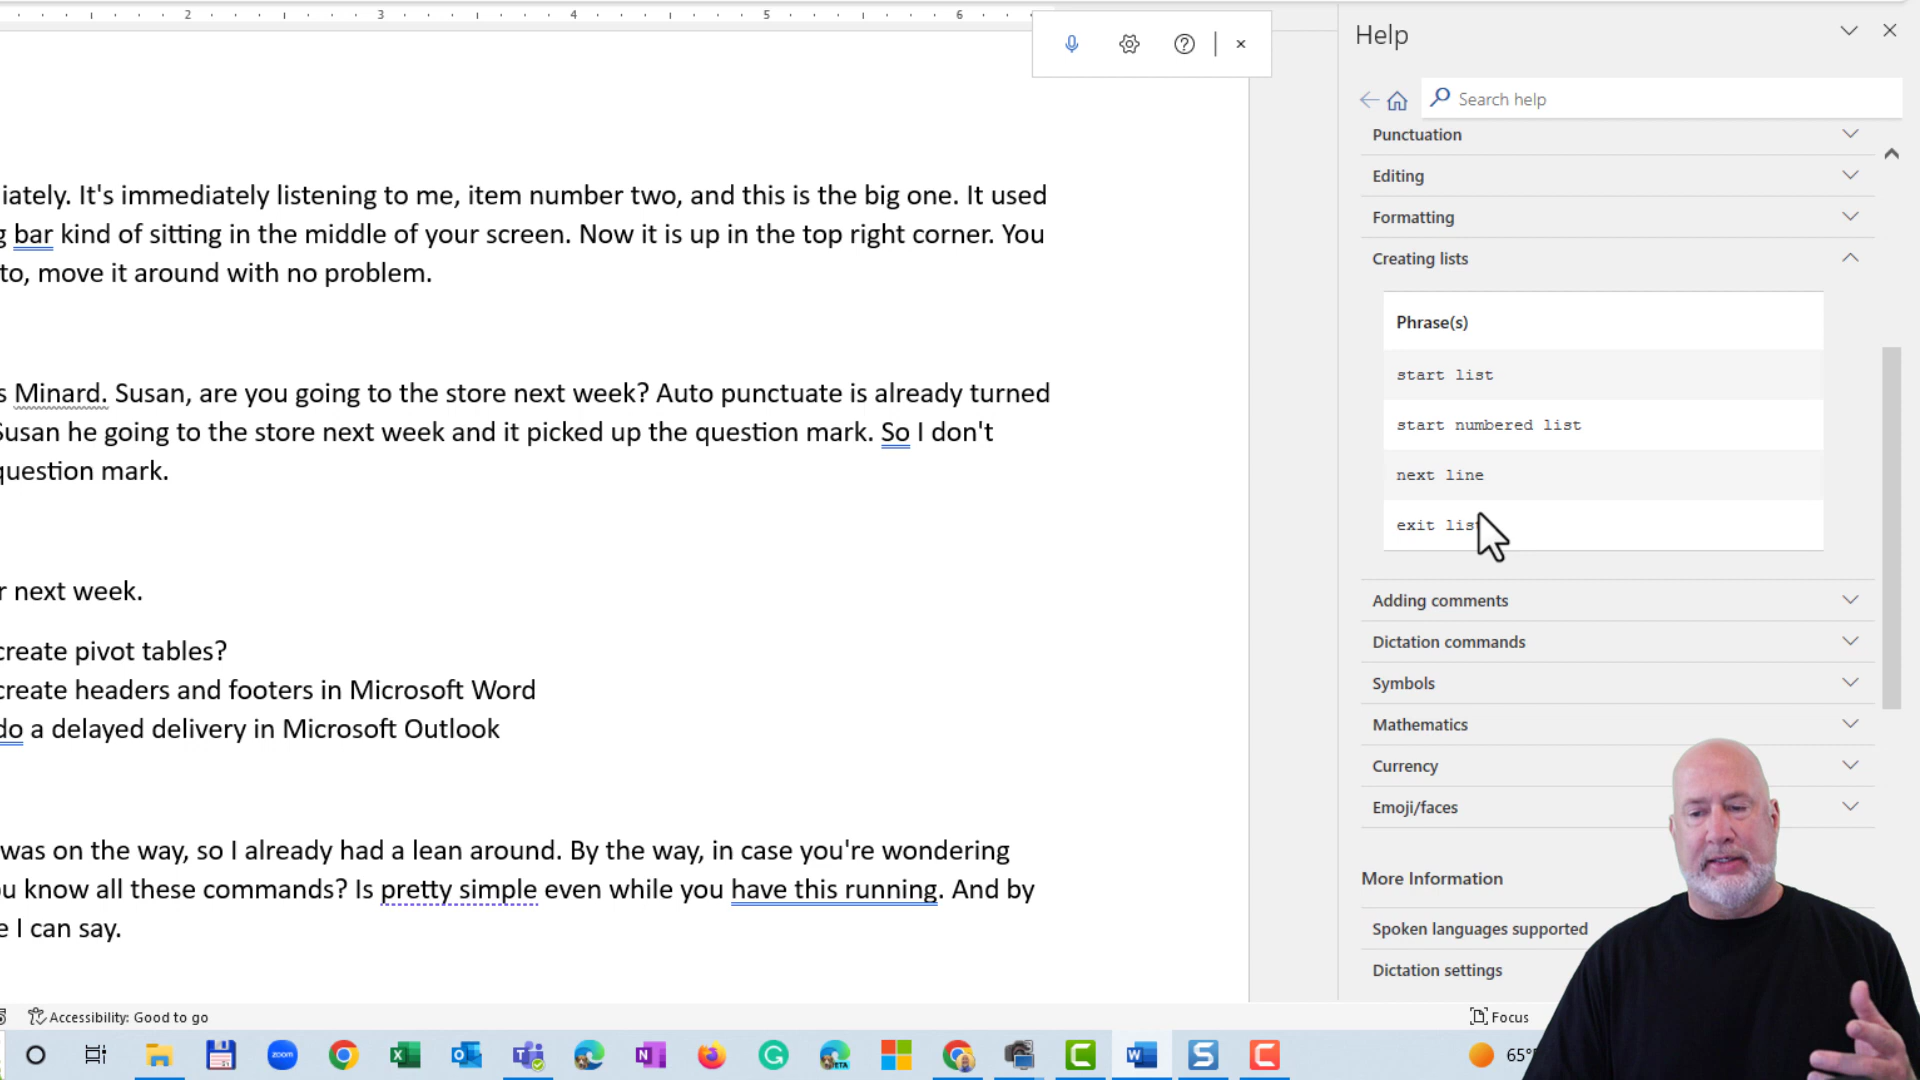 2 3 4 5 6
Help
Search help
Punctuation
iately. It's immediately listening to me, item number two, and this is the big one. It used
Editing
Formatting
g bar kind of sitting in the middle of your screen. Now it is up in the top right corner. You
Creating lists
to, move it around with no problem.
Phrase(s)
start list
s Minard. Susan, are you going to the store next week? Auto punctuate is already turned
start numbered list
Susan he going to the store next week and it picked up the question mark. So I don't
question mark.
next line
exit list
r next week.
Adding comments
create pivot tables?
Dictation commands
create headers and footers in Microsoft Word
Symbols
do a delayed delivery in Microsoft Outlook
Mathematics
Currency
Emoji/faces
was on the way, so I already had a lean around. By the way, in case you're wondering
u know all these commands? Is pretty simple even while you have this running. And by
More Information
e I can say.
Spoken languages supported
Dictation settings
Accessibility: Good to go
Focus
zoom
BETA
65°